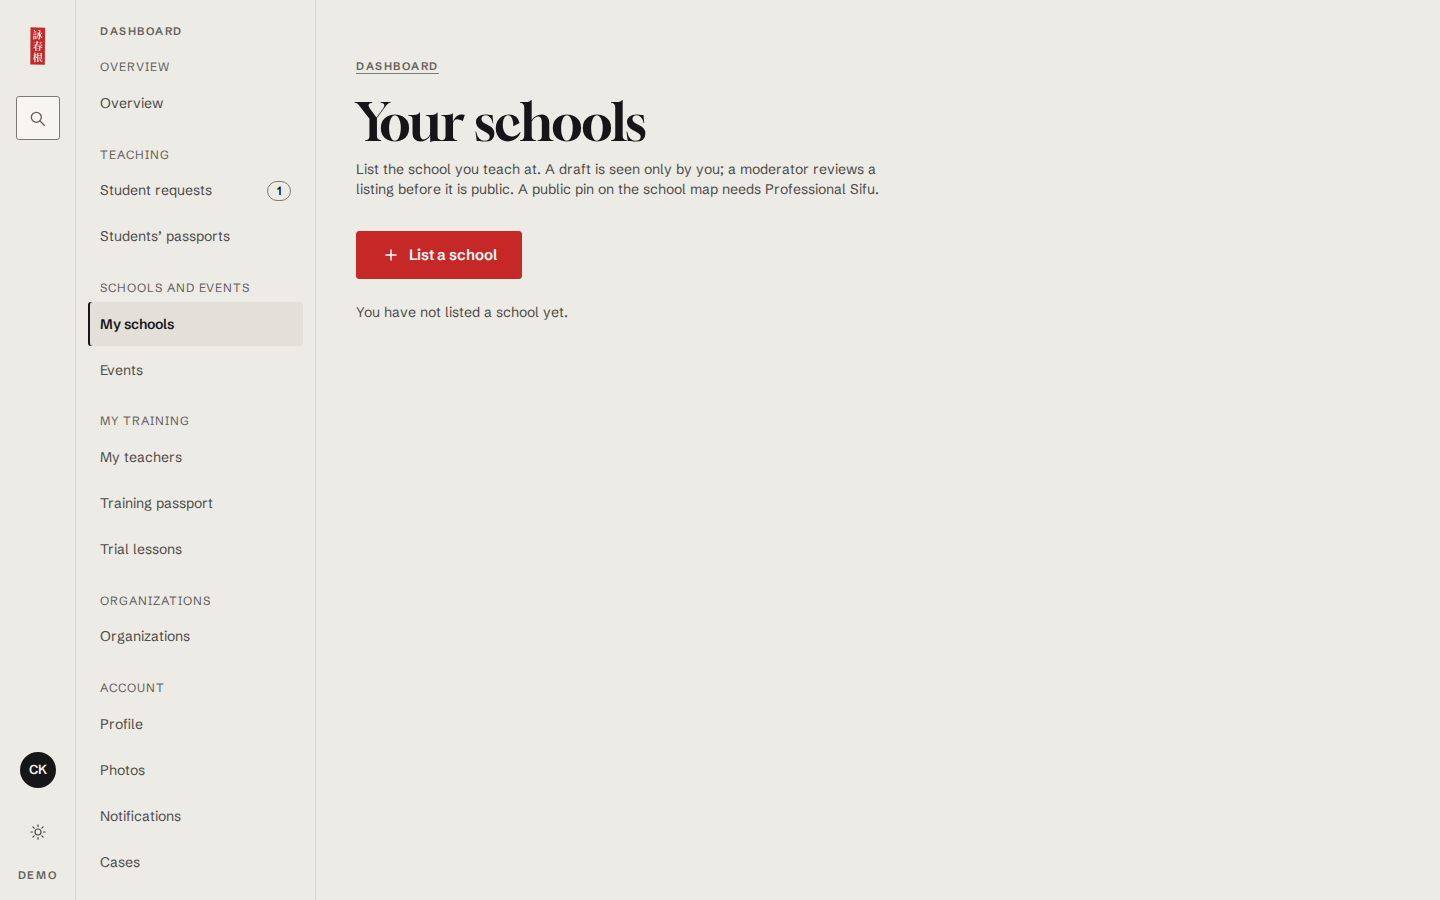 詠春根
DASHBOARD
OVERVIEW
Overview
TEACHING
Student requests 1
Students’ passports
SCHOOLS AND EVENTS
My schools
Events
MY TRAINING
My teachers
Training passport
Trial lessons
ORGANIZATIONS
Organizations
ACCOUNT
Profile
Photos
Notifications
Cases
CK
DEMO
DASHBOARD
Your schools
List the school you teach at. A draft is seen only by you; a moderator reviews a
listing before it is public. A public pin on the school map needs Professional Sifu.
List a school
You have not listed a school yet.